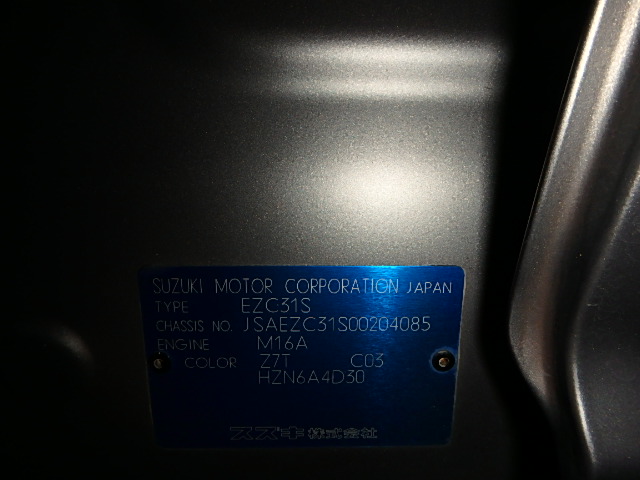 SUZUKI MOTOR CORPORATION JAPAN
TYPE EZC31S
CHASSIS NO. JSAEZC31S00204085
ENGINE M16A
COLOR Z7T C03
HZN6A4D30
スズキ株式会社